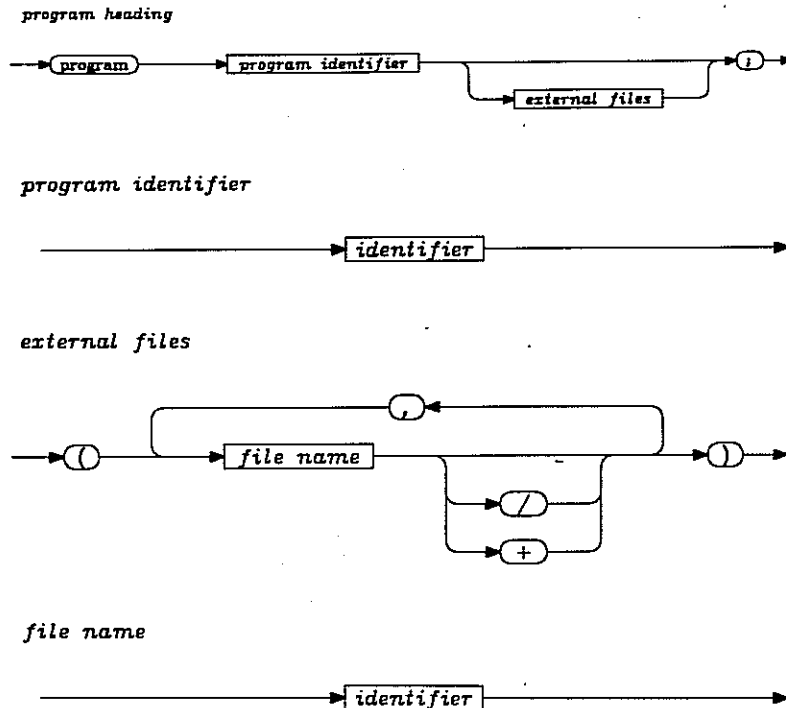 program heading
program program identifier ;
external files
program identifier
identifier
external files
,
( file name )
/
+
file name
identifier